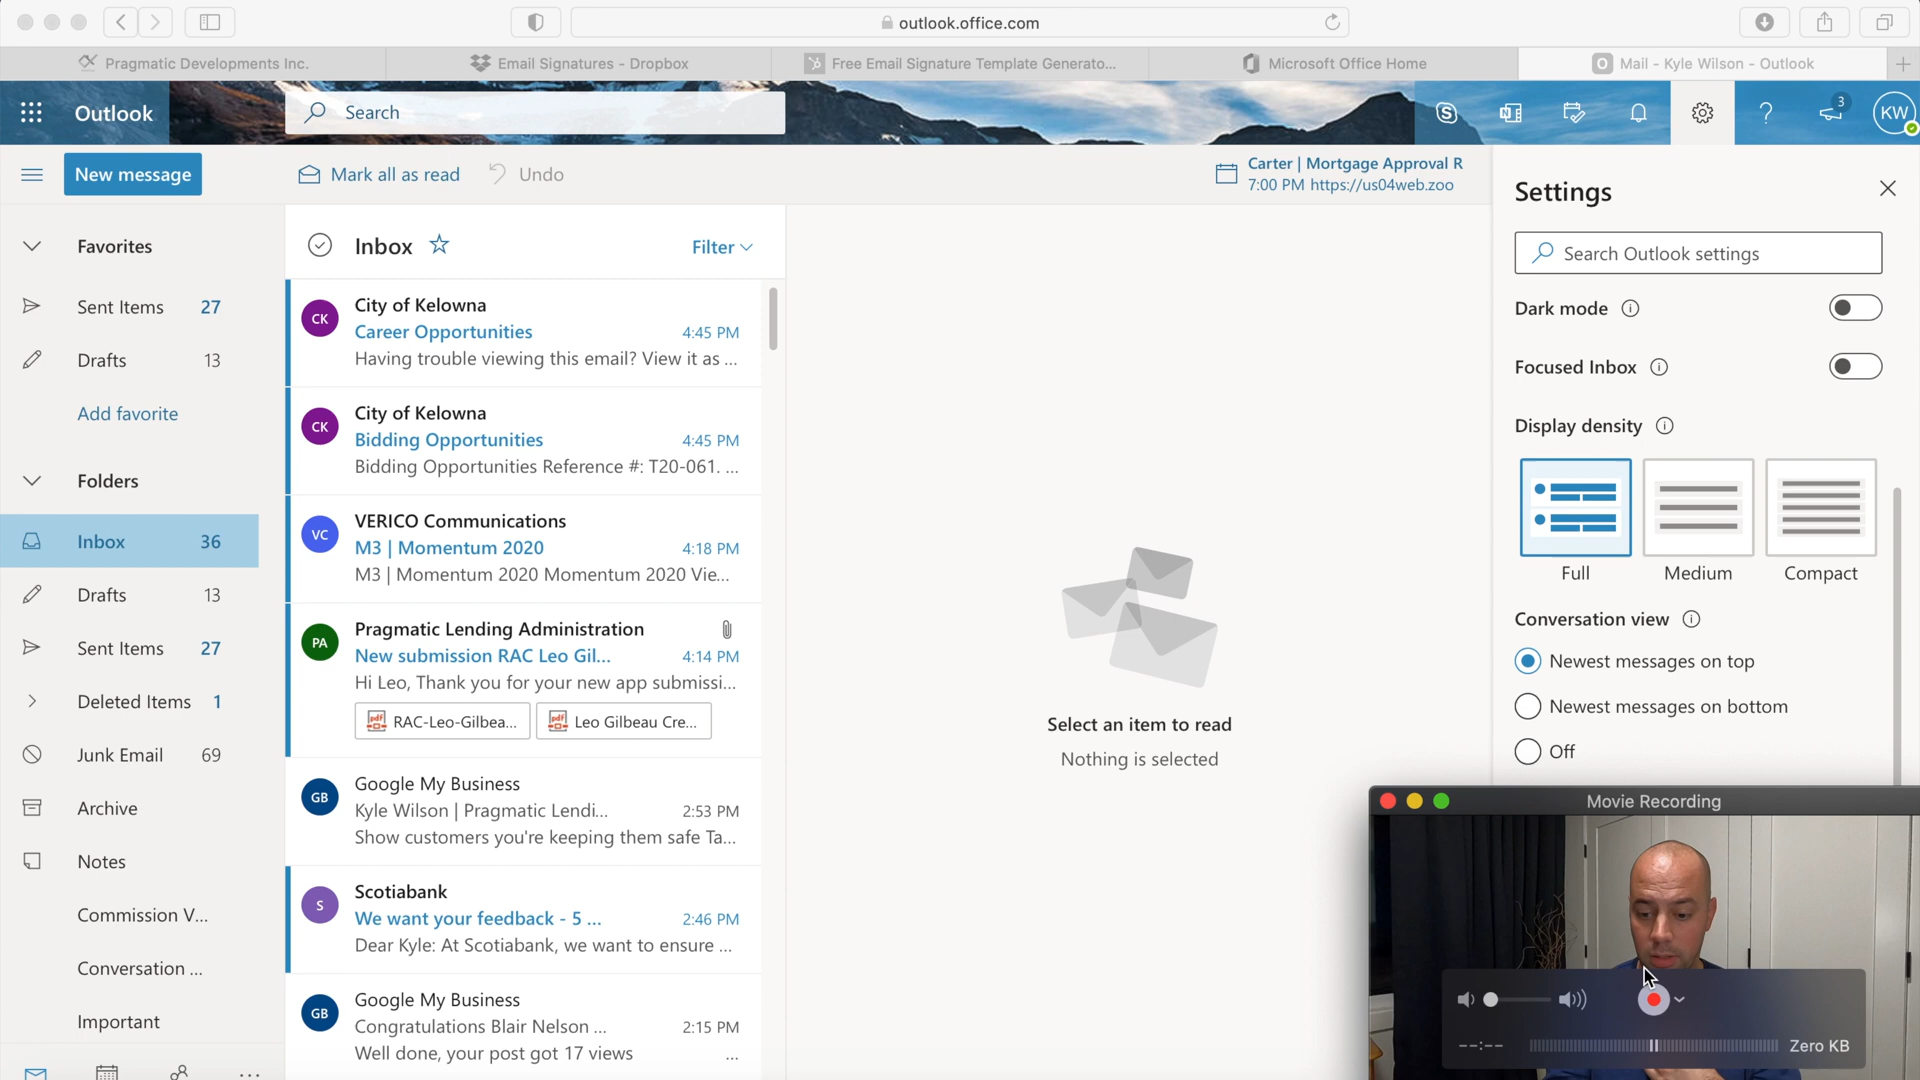 outlook.office.com
Pragmatic Developments Inc.
Email Signatures - Dropbox
Free Email Signature Template Generato...
Microsoft Office Home
Mail - Kyle Wilson - Outlook
Outlook
Search
3
KW
New message
Mark all as read
Undo
Carter | Mortgage Approval R
7:00 PM https://us04web.zoo
Favorites
Sent Items 27
Drafts 13
Add favorite
Folders
Inbox 36
Drafts 13
Sent Items 27
Deleted Items 1
Junk Email 69
Archive
Notes
Commission V...
Conversation ...
Important
...
Inbox
Filter
CK
City of Kelowna
Career Opportunities 4:45 PM
Having trouble viewing this email? View it as ...
CK
City of Kelowna
Bidding Opportunities 4:45 PM
Bidding Opportunities Reference #: T20-061. ...
VC
VERICO Communications
M3 | Momentum 2020 4:18 PM
M3 | Momentum 2020 Momentum 2020 Vie...
PA
Pragmatic Lending Administration
New submission RAC Leo Gil... 4:14 PM
Hi Leo, Thank you for your new app submissi...
pdf RAC-Leo-Gilbea...
pdf Leo Gilbeau Cre...
GB
Google My Business
Kyle Wilson | Pragmatic Lendi... 2:53 PM
Show customers you're keeping them safe Ta...
S
Scotiabank
We want your feedback - 5 ... 2:46 PM
Dear Kyle: At Scotiabank, we want to ensure ...
GB
Google My Business
Congratulations Blair Nelson ... 2:15 PM
Well done, your post got 17 views ...
Select an item to read
Nothing is selected
Settings
Search Outlook settings
Dark mode
Focused Inbox
Display density
Full
Medium
Compact
Conversation view
Newest messages on top
Newest messages on bottom
Off
Movie Recording
--:--
Zero KB